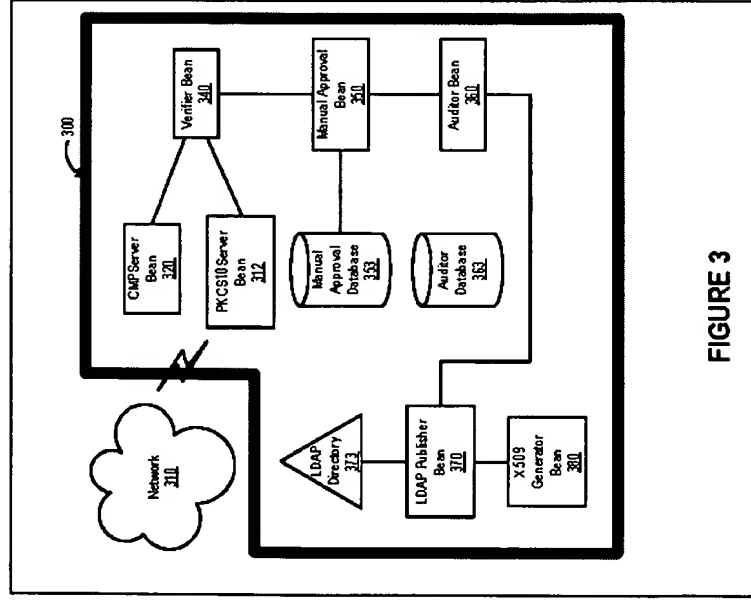 300
Network
310
CMPServer
Bean
320
PKCS10Server
Bean
312
Verifier Bean
340
Manual Approval
Database
353
Manual Approval
Bean
350
Auditor
Database
363
Auditor Bean
360
LDAP
Directory
373
LDAP Publisher
Bean
370
X509
Generator
Bean
380
FIGURE 3